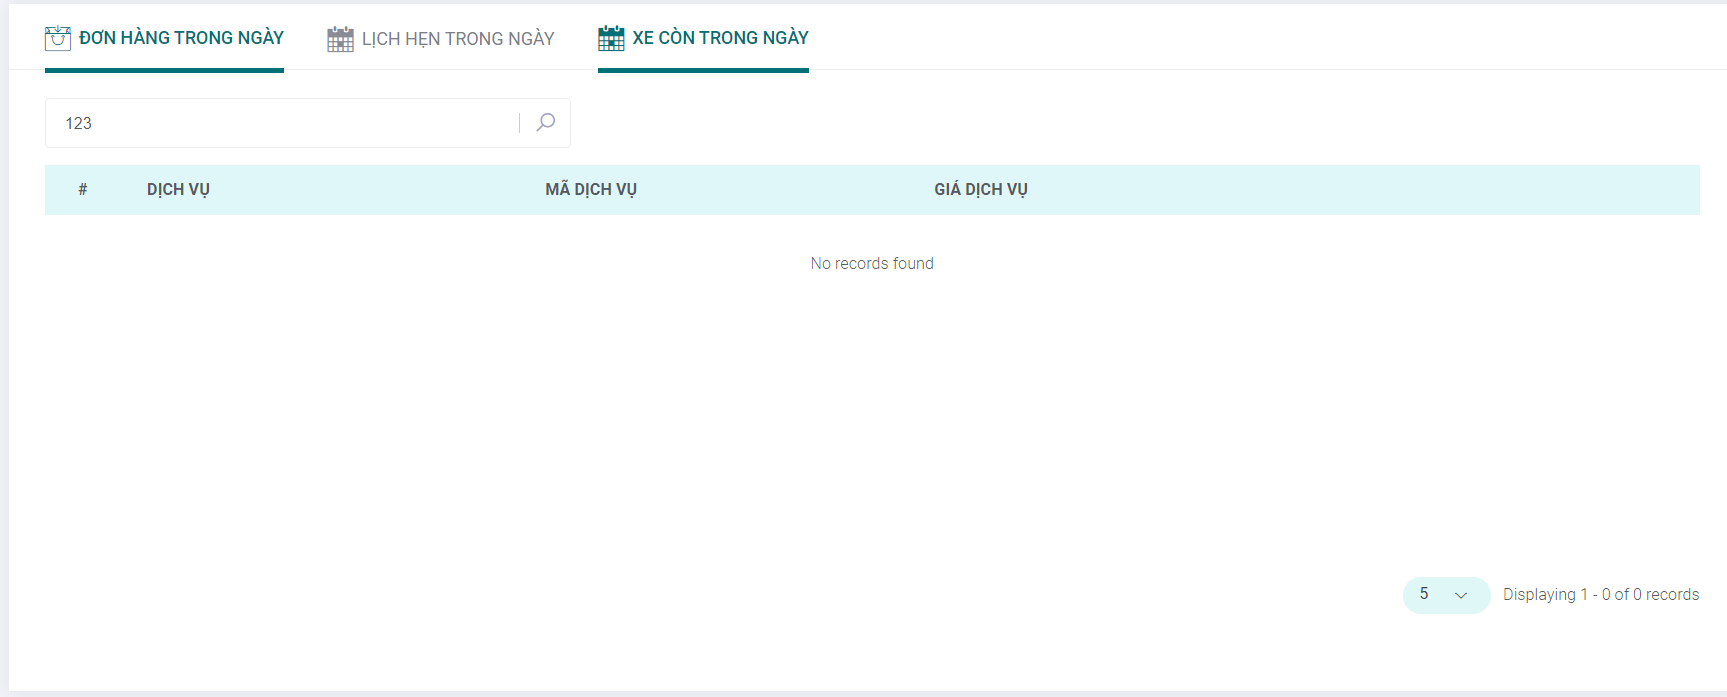 ĐƠN HÀNG TRONG NGÀY LỊCH HẸN TRONG NGÀY XE CÒN TRONG NGÀY
123
# DỊCH VỤ MÃ DỊCH VỤ GIÁ DỊCH VỤ
No records found
5 Displaying 1 - 0 of 0 records